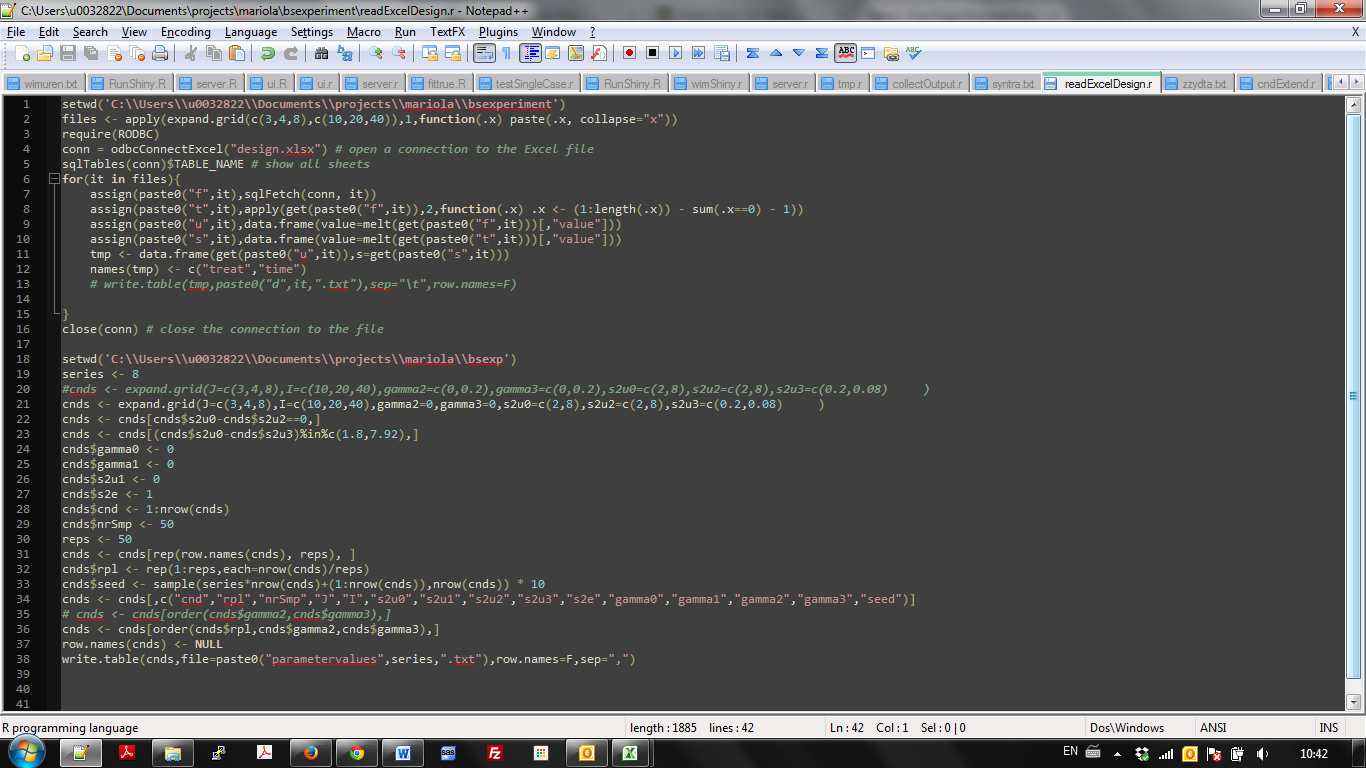 C:\Users\u0032822\Documents\projects\mariola\bsexperiment\readExcelDesign.r - Notepad++
File Edit Search View Encoding Language Settings Macro Run TextFX Plugins Window ? X
wimuren.txt RunShiny.R server.R ui.R ui.r server.r fittrue.R testSingleCase.r RunShiny.R wimShiny.r server.r tmp.r collectOutput.r syntra.txt readExcelDesign.r zzydta.txt cndExtend.r
1 setwd('C:\\Users\\u0032822\\Documents\\projects\\mariola\\bsexperiment')
2 files <- apply(expand.grid(c(3,4,8),c(10,20,40)),1,function(.x) paste(.x, collapse="x"))
3 require(RODBC)
4 conn = odbcConnectExcel("design.xlsx") # open a connection to the Excel file
5 sqlTables(conn)$TABLE_NAME # show all sheets
6 for(it in files){
7     assign(paste0("f",it),sqlFetch(conn, it))
8     assign(paste0("t",it),apply(get(paste0("f",it)),2,function(.x) .x <- (1:length(.x)) - sum(.x==0) - 1))
9     assign(paste0("u",it),data.frame(value=melt(get(paste0("f",it)))[,"value"]))
10     assign(paste0("s",it),data.frame(value=melt(get(paste0("t",it)))[,"value"]))
11     tmp <- data.frame(get(paste0("u",it)),s=get(paste0("s",it)))
12     names(tmp) <- c("treat","time")
13     # write.table(tmp,paste0("d",it,".txt"),sep="\t",row.names=F)
14
15 }
16 close(conn) # close the connection to the file
17
18 setwd('C:\\Users\\u0032822\\Documents\\projects\\mariola\\bsexp')
19 series <- 8
20 #cnds <- expand.grid(J=c(3,4,8),I=c(10,20,40),gamma2=c(0,0.2),gamma3=c(0,0.2),s2u0=c(2,8),s2u2=c(2,8),s2u3=c(0.2,0.08)     )
21 cnds <- expand.grid(J=c(3,4,8),I=c(10,20,40),gamma2=0,gamma3=0,s2u0=c(2,8),s2u2=c(2,8),s2u3=c(0.2,0.08)     )
22 cnds <- cnds[cnds$s2u0-cnds$s2u2==0,]
23 cnds <- cnds[(cnds$s2u0-cnds$s2u3)%in%c(1.8,7.92),]
24 cnds$gamma0 <- 0
25 cnds$gamma1 <- 0
26 cnds$s2u1 <- 0
27 cnds$s2e <- 1
28 cnds$cnd <- 1:nrow(cnds)
29 cnds$nrSmp <- 50
30 reps <- 50
31 cnds <- cnds[rep(row.names(cnds), reps), ]
32 cnds$rpl <- rep(1:reps,each=nrow(cnds)/reps)
33 cnds$seed <- sample(series*nrow(cnds)+(1:nrow(cnds)),nrow(cnds)) * 10
34 cnds <- cnds[,c("cnd","rpl","nrSmp","J","I","s2u0","s2u1","s2u2","s2u3","s2e","gamma0","gamma1","gamma2","gamma3","seed")]
35 # cnds <- cnds[order(cnds$gamma2,cnds$gamma3),]
36 cnds <- cnds[order(cnds$rpl,cnds$gamma2,cnds$gamma3),]
37 row.names(cnds) <- NULL
38 write.table(cnds,file=paste0("parametervalues",series,".txt"),row.names=F,sep=",")
39
40
41
R programming language length : 1885 lines : 42 Ln : 42 Col : 1 Sel : 0 | 0 Dos\Windows ANSI INS
EN 10:42